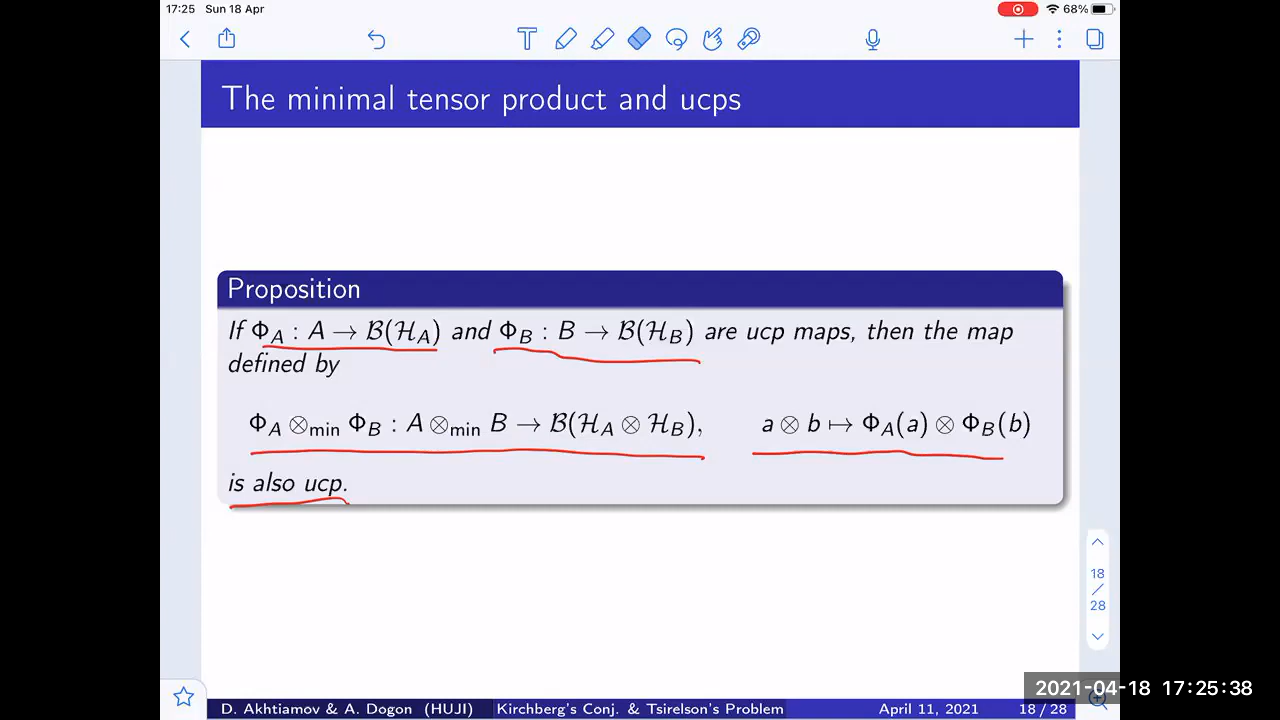 17:25 Sun 18 Apr
68%
The minimal tensor product and ucps
Proposition
If Φ_A : A → B(H_A) and Φ_B : B → B(H_B) are ucp maps, then the map
defined by
Φ_A ⊗_min Φ_B : A ⊗_min B → B(H_A ⊗ H_B), a ⊗ b ↦ Φ_A(a) ⊗ Φ_B(b)
is also ucp.
18
/
28
2021-04-18 17:25:38
D. Akhtiamov & A. Dogon (HUJI) Kirchberg's Conj. & Tsirelson's Problem April 11, 2021 18 / 28